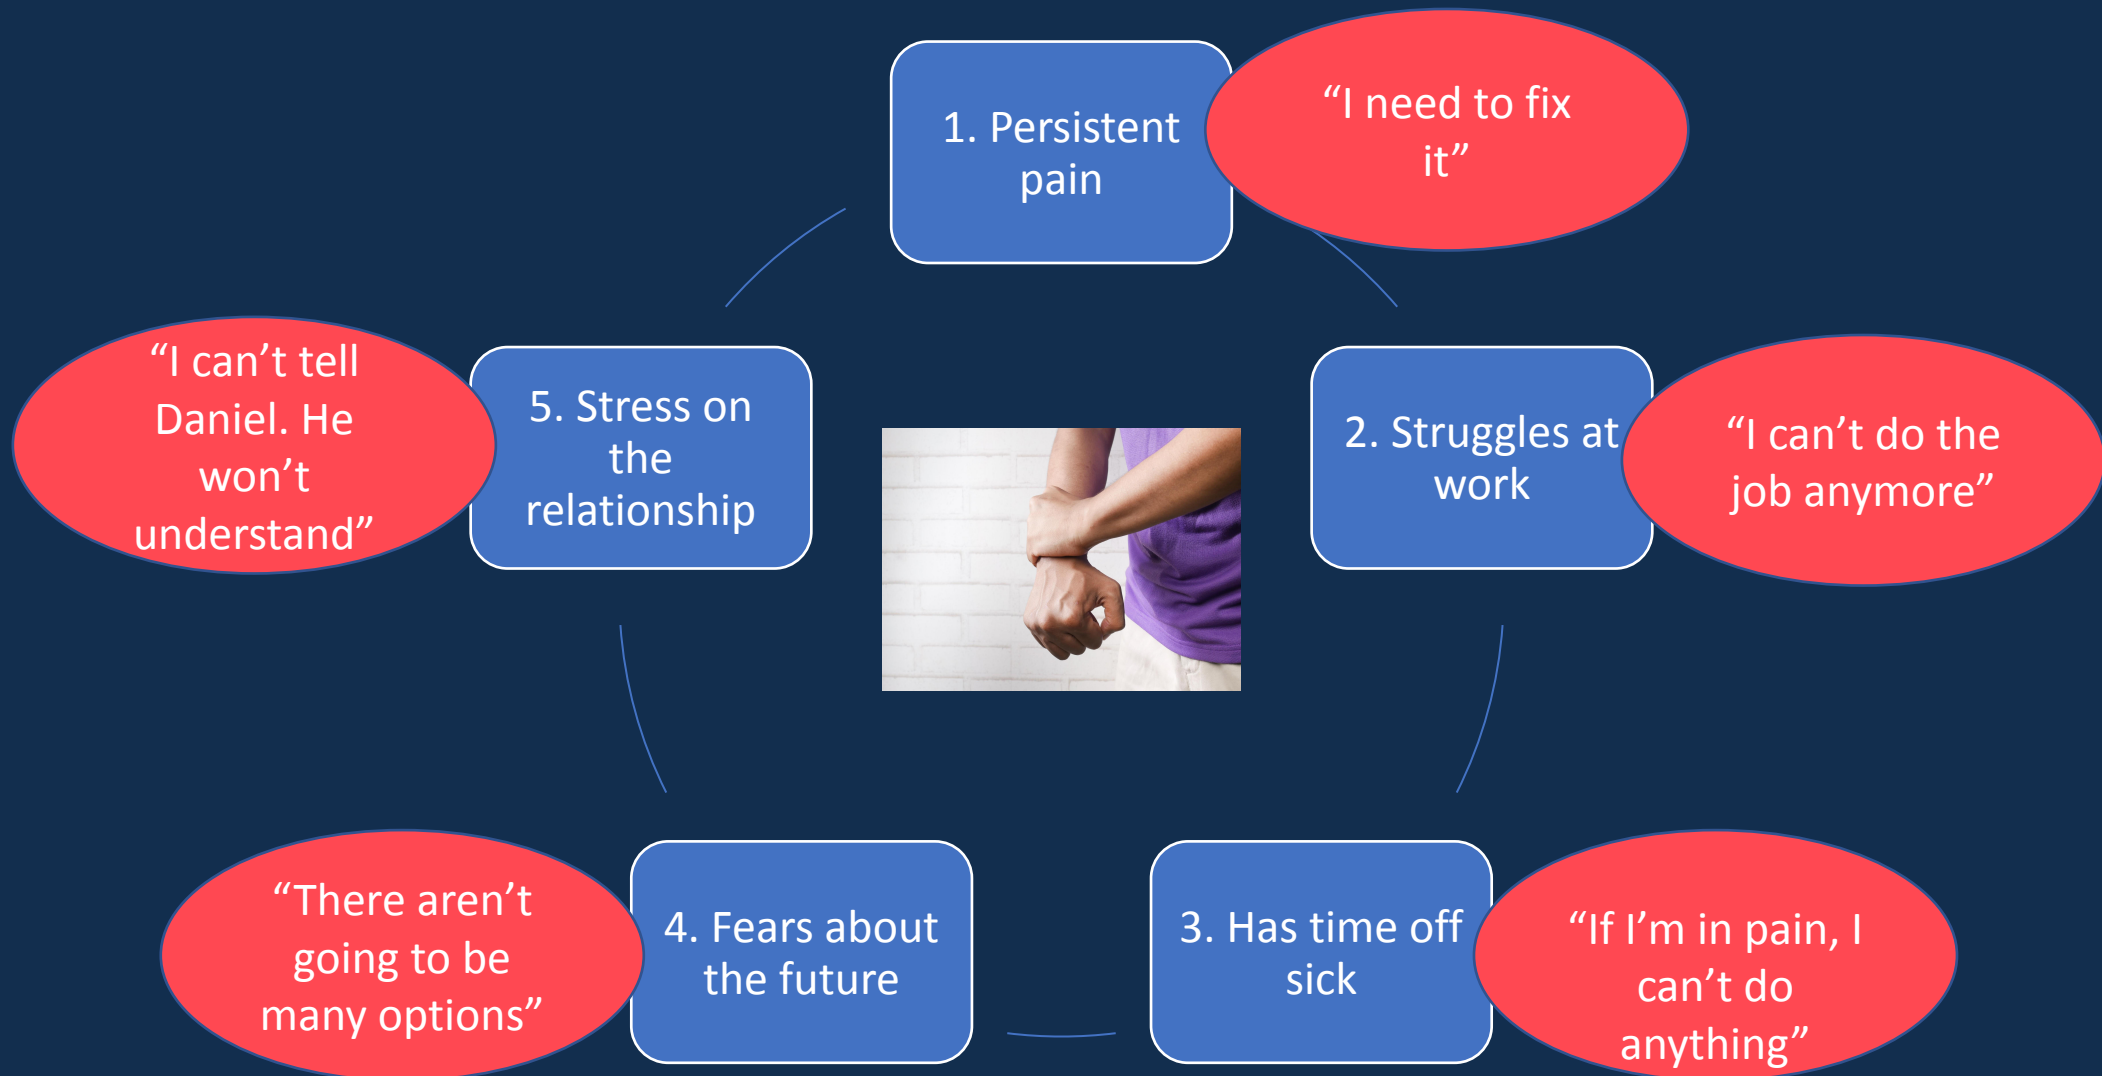 1. Persistent
pain
“I need to fix
it”
2. Struggles at
work
“I can’t do the
job anymore”
3. Has time off
sick
“If I’m in pain, I
can’t do
anything”
4. Fears about
the future
“There aren’t
going to be
many options”
5. Stress on
the
relationship
“I can’t tell
Daniel. He
won’t
understand”